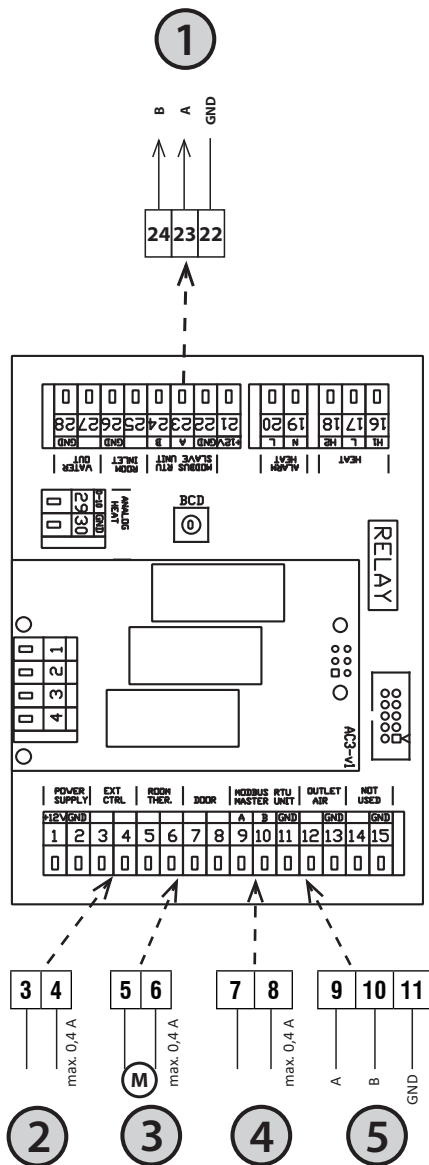 1
B A GND
24 23 22
WATER OUT ROOM INLET MODBUS RTU SLAVE UNIT ALARM HEAT HEAT
GND GND B A GND +12V L N H2 L H1
28 27 26 25 24 23 22 21 20 19 18 17 16
0-10 GND
29 30
ANALOG HEAT
BCD
RELAY
1
2
3
4
AC3-v1
POWER SUPPLY EXT CTRL ROOM THER. DOOR MODBUS RTU MASTER UNIT OUTLET AIR NOT USED
+12V GND A B GND GND GND
1 2 3 4 5 6 7 8 9 10 11 12 13 14 15
3 4 5 6 7 8 9 10 11
max. 0,4 A M max. 0,4 A max. 0,4 A A B GND
2 3 4 5